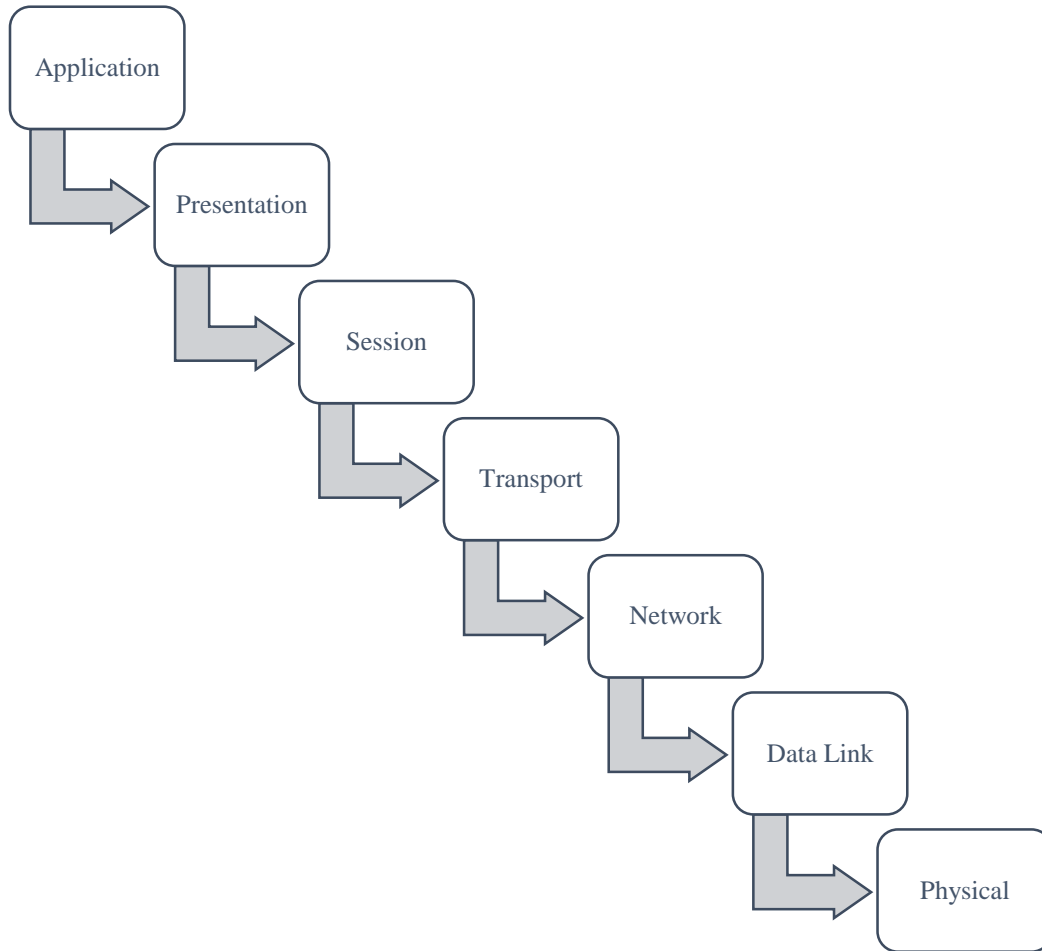 Application
Presentation
Session
Transport
Network
Data Link
Physical